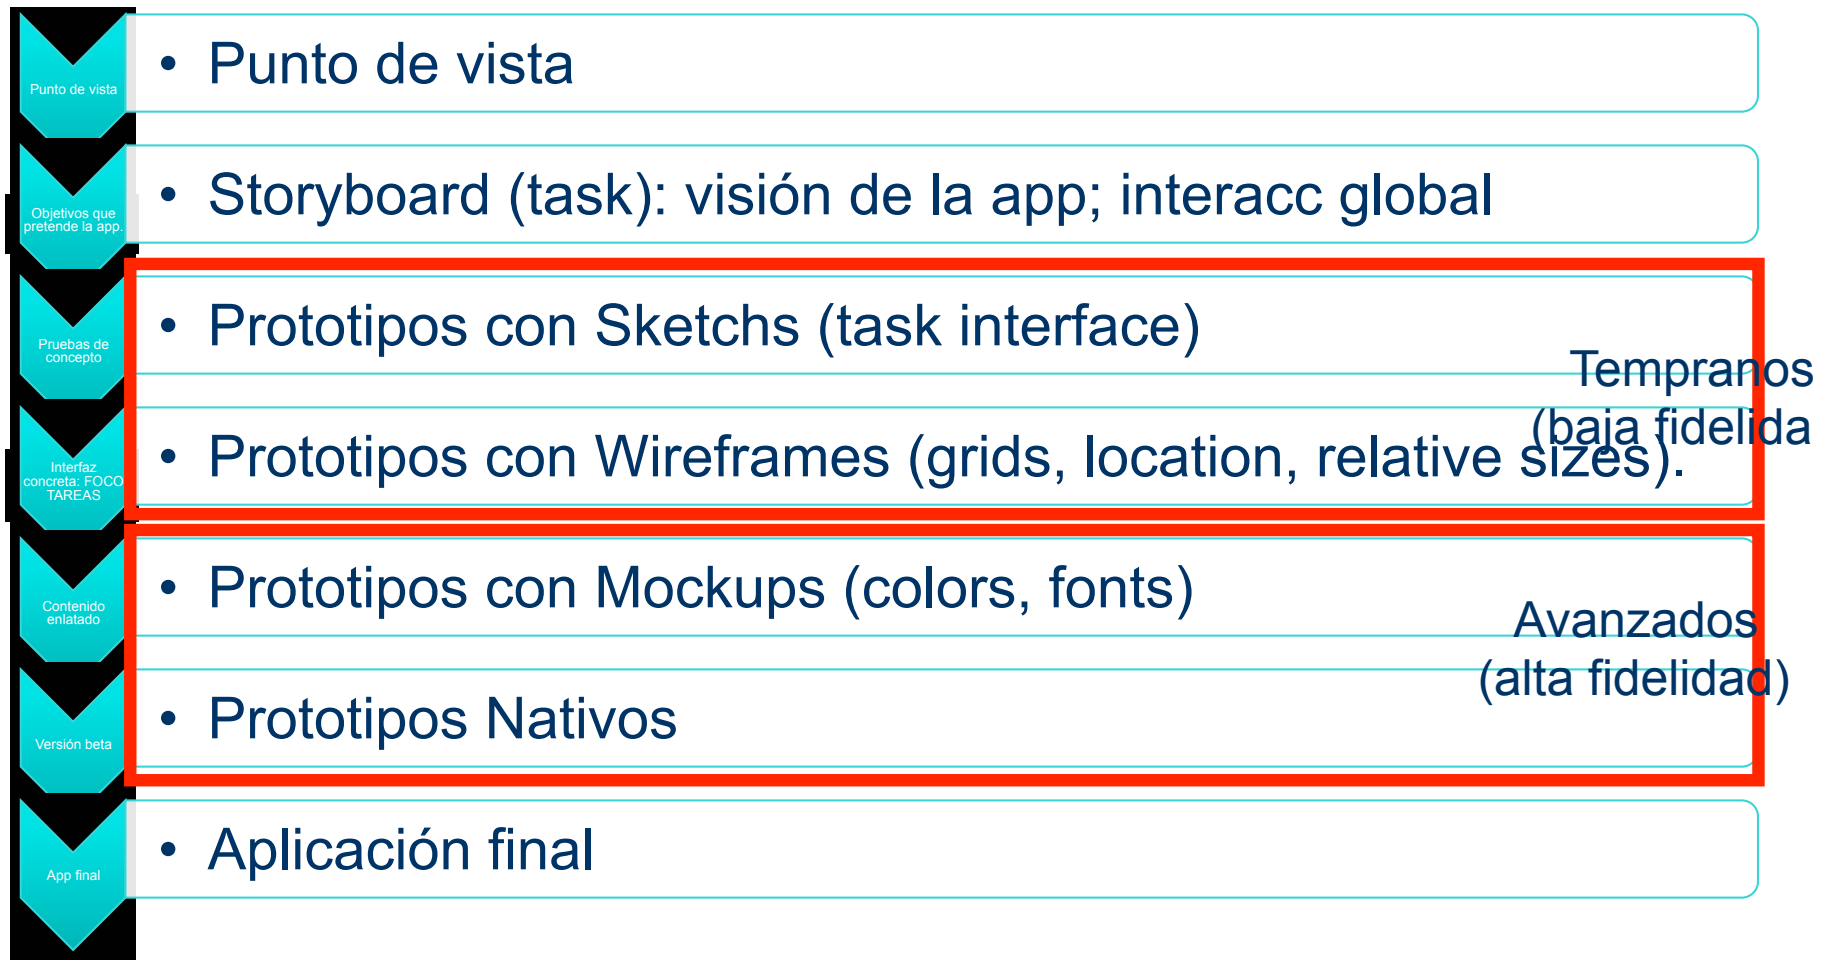 Punto de vista
• Punto de vista
Objetivos que
pretende la app.
• Storyboard (task): visión de la app; interacc global
Pruebas de
concepto
• Prototipos con Sketchs (task interface)
Tempranos
(baja fidelida
Interfaz
concreta: FOCO
TAREAS
• Prototipos con Wireframes (grids, location, relative sizes).
Contenido
enlatado
• Prototipos con Mockups (colors, fonts)
Avanzados
(alta fidelidad)
Versión beta
• Prototipos Nativos
App final
• Aplicación final